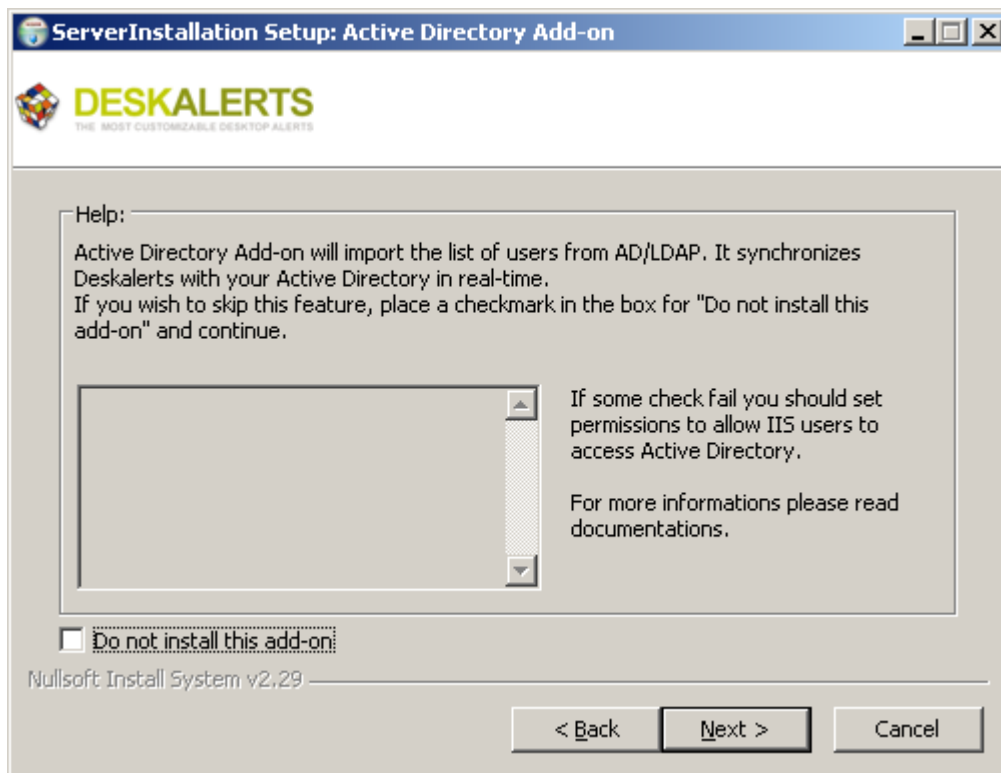 ServerInstallation Setup: Active Directory Add-on
DESKALERTS
THE MOST CUSTOMIZABLE DESKTOP ALERTS
Help:
Active Directory Add-on will import the list of users from AD/LDAP. It synchronizes
Deskalerts with your Active Directory in real-time.
If you wish to skip this feature, place a checkmark in the box for "Do not install this
add-on" and continue.
If some check fail you should set
permissions to allow IIS users to
access Active Directory.
For more informations please read
documentations.
Do not install this add-on
Nullsoft Install System v2.29
< Back
Next >
Cancel